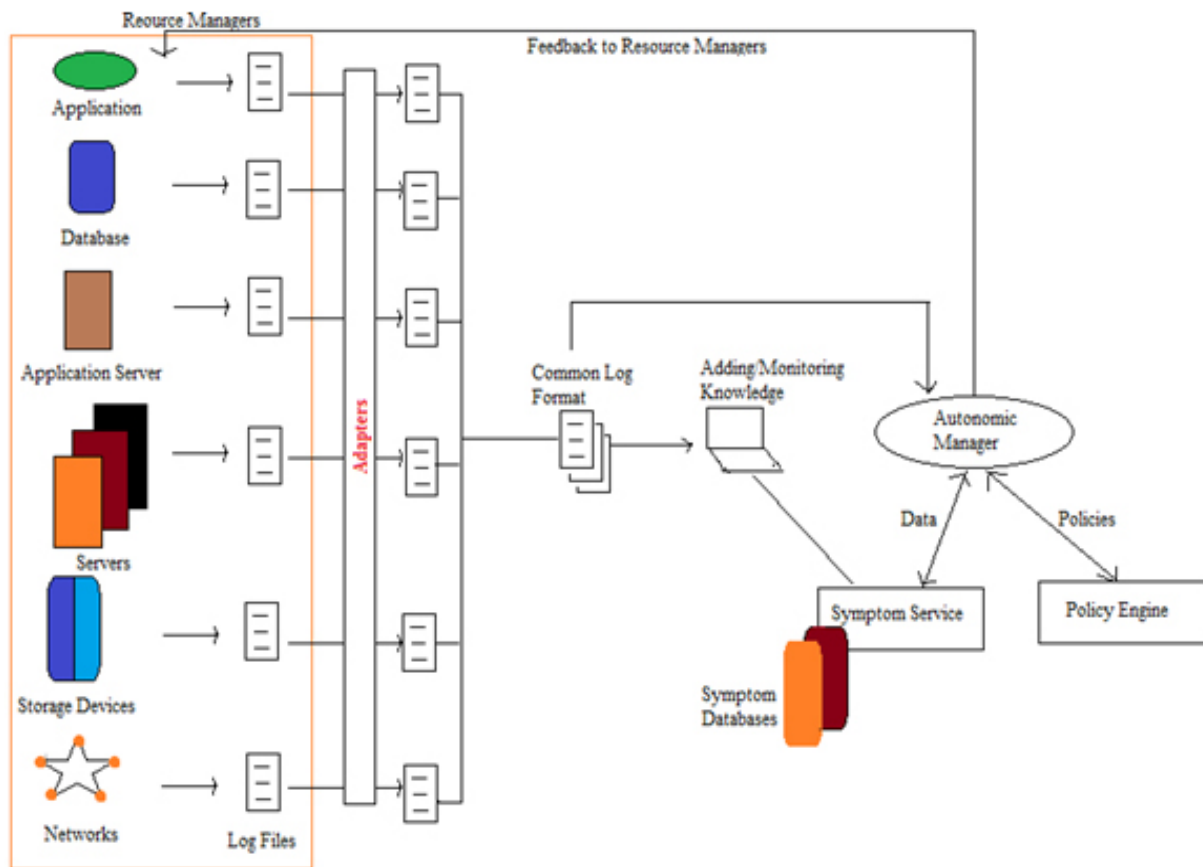 Reource Managers
Feedback to Resource Managers
Application
Database
Application Server
Servers
Storage Devices
Networks
Log Files
Adapters
Common Log
Format
Adding/Monitoring
Knowledge
Autonomic
Manager
Data
Policies
Symptom Service
Policy Engine
Symptom
Databases